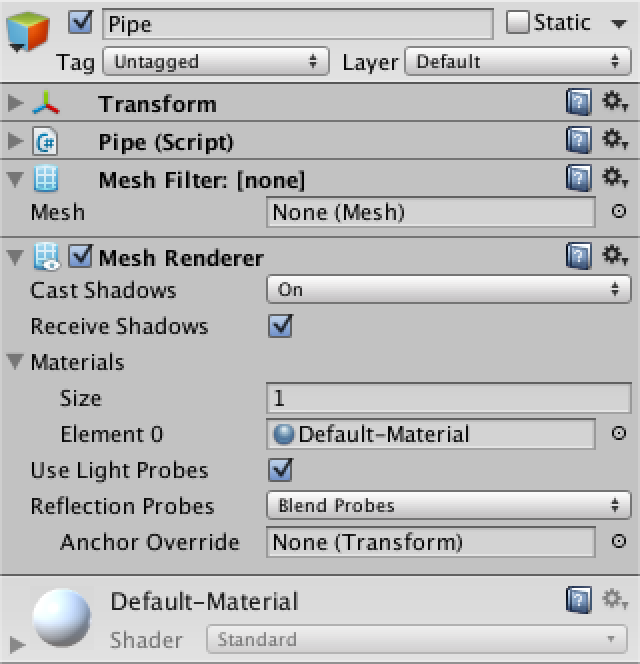 Pipe Static
Tag Untagged Layer Default
Transform
C# Pipe (Script)
Mesh Filter: [none]
Mesh None (Mesh)
Mesh Renderer
Cast Shadows On
Receive Shadows
Materials
Size 1
Element 0 Default-Material
Use Light Probes
Reflection Probes Blend Probes
Anchor Override None (Transform)
Default-Material
Shader Standard